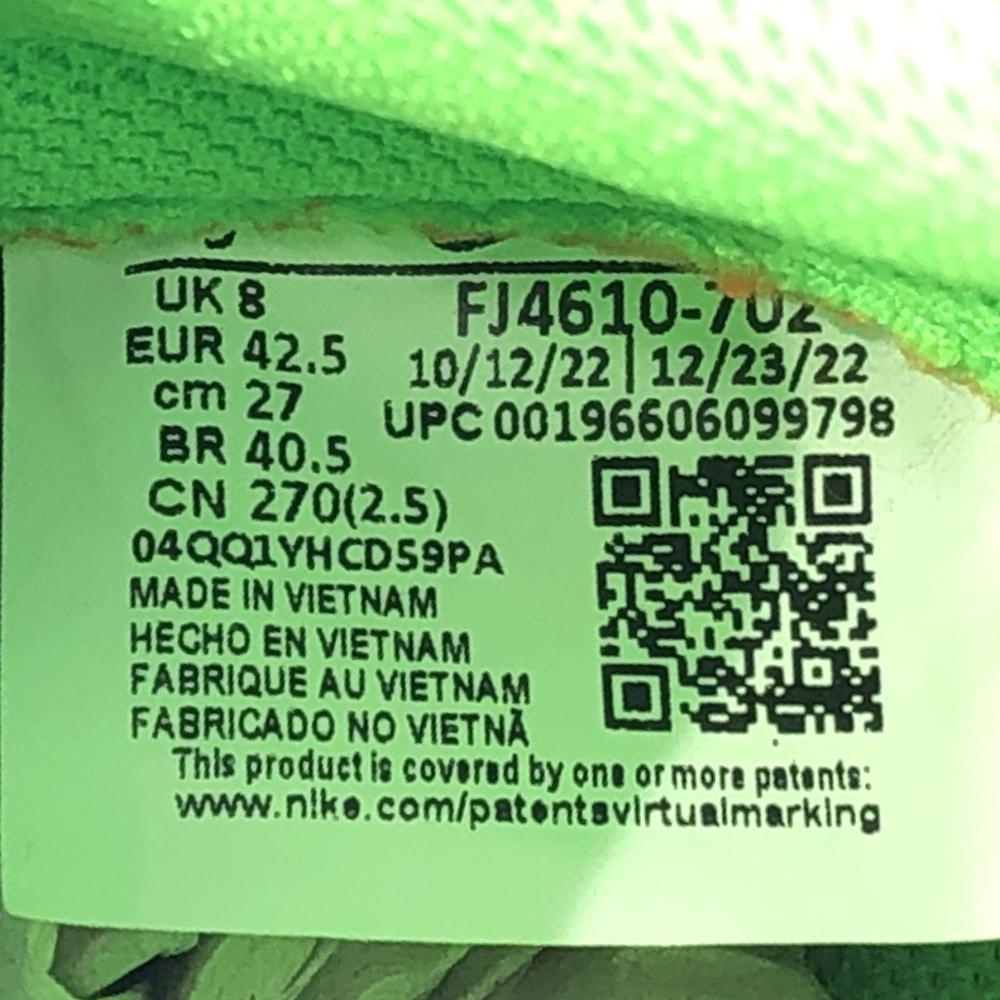 UK 8
EUR 42.5
cm 27
BR 40.5
CN 270(2.5)
FJ4610-702
10/12/22 | 12/23/22
UPC 00196606099798
04QQ1YHCD59PA
MADE IN VIETNAM
HECHO EN VIETNAM
FABRIQUE AU VIETNAM
FABRICADO NO VIETNÃ
This product is covered by one or more patents:
www.nike.com/patentsvirtualmarking